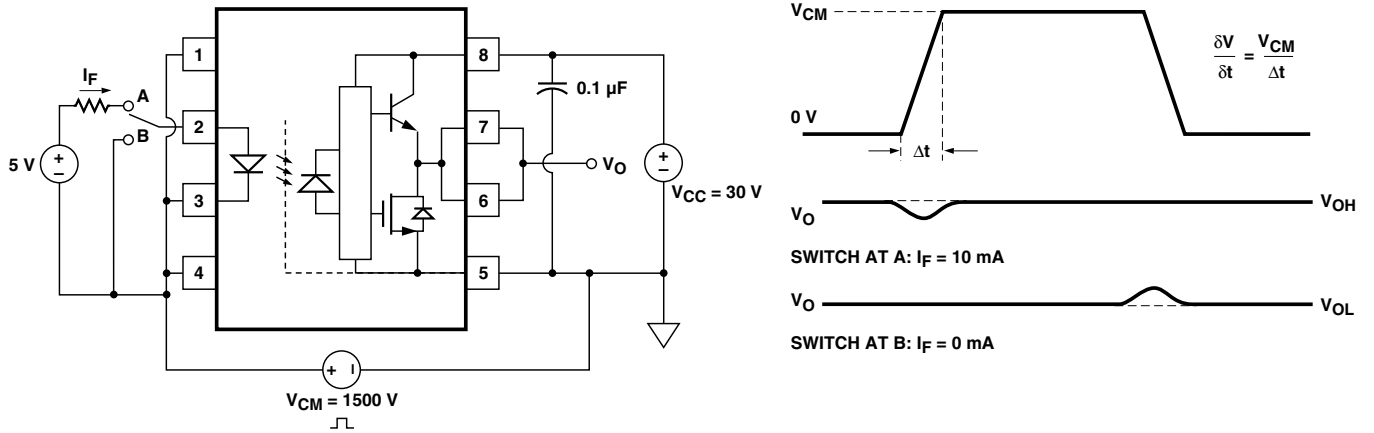 1
8
I_F
A
0.1 µF
2
7
B
5 V
+
–
V_O
+
–
3
6
V_CC = 30 V
4
5
+ –
V_CM = 1500 V
V_CM
δV/δt = V_CM/Δt
0 V
Δt
V_O
V_OH
SWITCH AT A: I_F = 10 mA
V_O
V_OL
SWITCH AT B: I_F = 0 mA